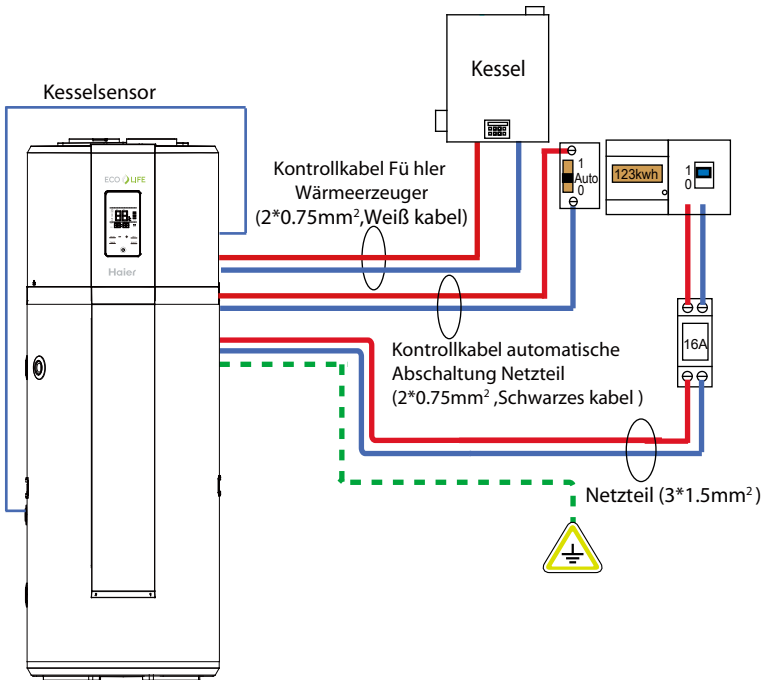 Kesselsensor
Kessel
Kontrollkabel Fü hler
Wärmeerzeuger
(2*0.75mm²,Weiß kabel)
1
Auto
0
123kwh
1
0
ECO LIFE
Haier
16A
Kontrollkabel automatische
Abschaltung Netzteil
(2*0.75mm² ,Schwarzes kabel )
Netzteil (3*1.5mm²)